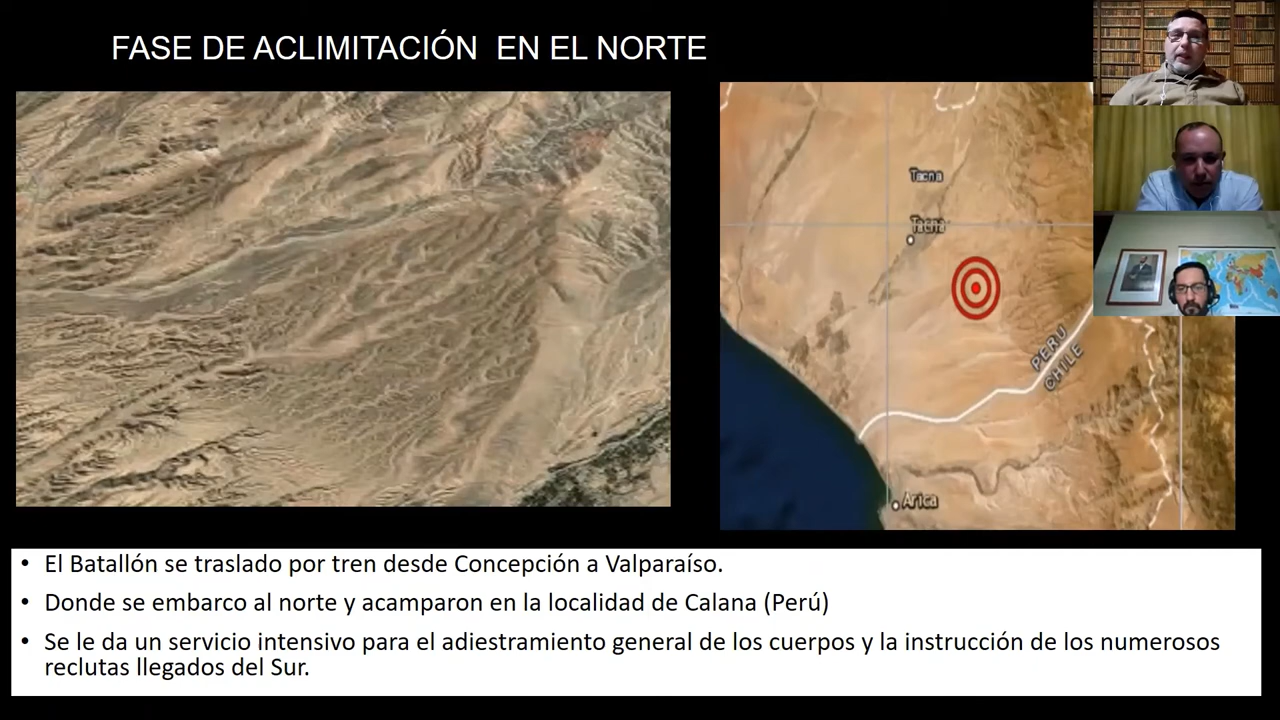 FASE DE ACLIMITACIÓN EN EL NORTE
Tacna
Tacna
PERU
CHILE
Arica
• El Batallón se traslado por tren desde Concepción a Valparaíso.
• Donde se embarco al norte y acamparon en la localidad de Calana (Perú)
• Se le da un servicio intensivo para el adiestramiento general de los cuerpos y la instrucción de los numerosos
reclutas llegados del Sur.